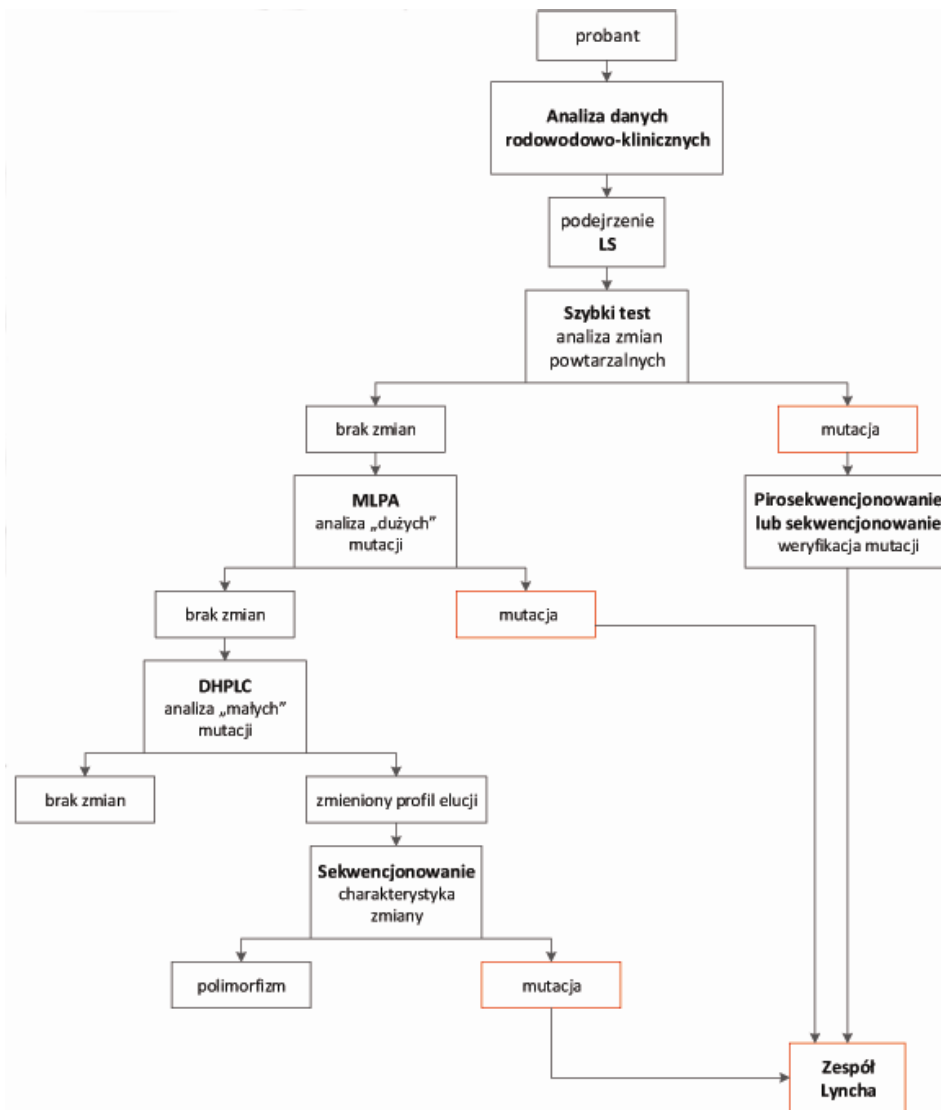 probant
Analiza danych
rodowodowo-klinicznych
podejrzenie
LS
Szybki test
analiza zmian
powtarzalnych
brak zmian
mutacja
MLPA
analiza „dużych”
mutacji
Pirosekwencjonowanie
lub sekwencjonowanie
weryfikacja mutacji
brak zmian
mutacja
DHPLC
analiza „małych”
mutacji
brak zmian
zmieniony profil elucji
Sekwencjonowanie
charakterystyka
zmiany
polimorfizm
mutacja
Zespół
Lyncha